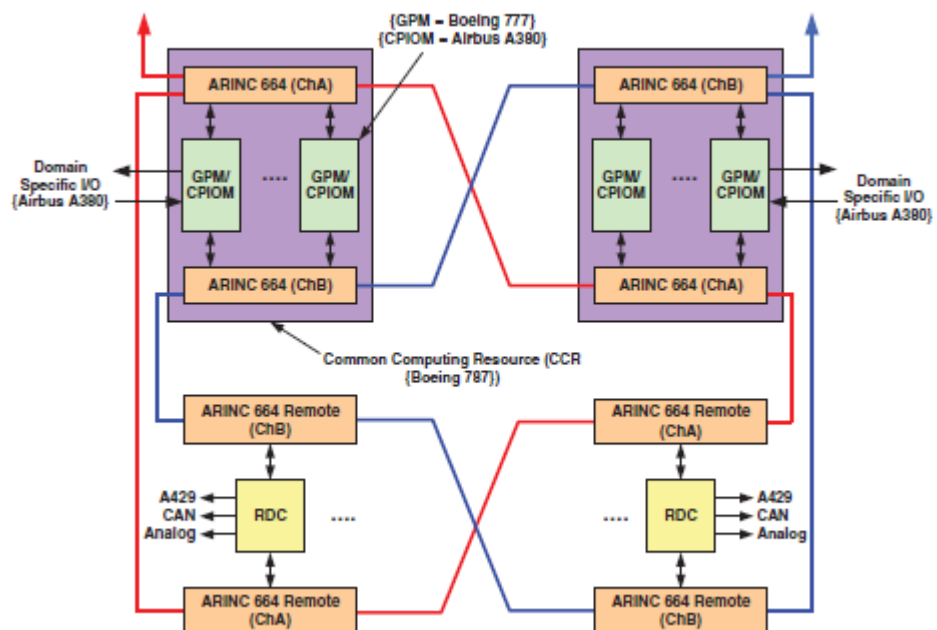 {GPM – Boeing 777}
{CPIOM – Airbus A380}
ARINC 664 (ChA)
ARINC 664 (ChB)
GPM/
CPIOM
....
GPM/
CPIOM
GPM/
CPIOM
....
GPM/
CPIOM
Domain
Specific I/O
{Airbus A380}
Domain
Specific I/O
{Airbus A380}
ARINC 664 (ChB)
ARINC 664 (ChA)
Common Computing Resource (CCR
{Boeing 787})
ARINC 664 Remote
(ChB)
ARINC 664 Remote
(ChA)
A429
CAN
Analog
RDC
....
....
RDC
A429
CAN
Analog
ARINC 664 Remote
(ChA)
ARINC 664 Remote
(ChB)